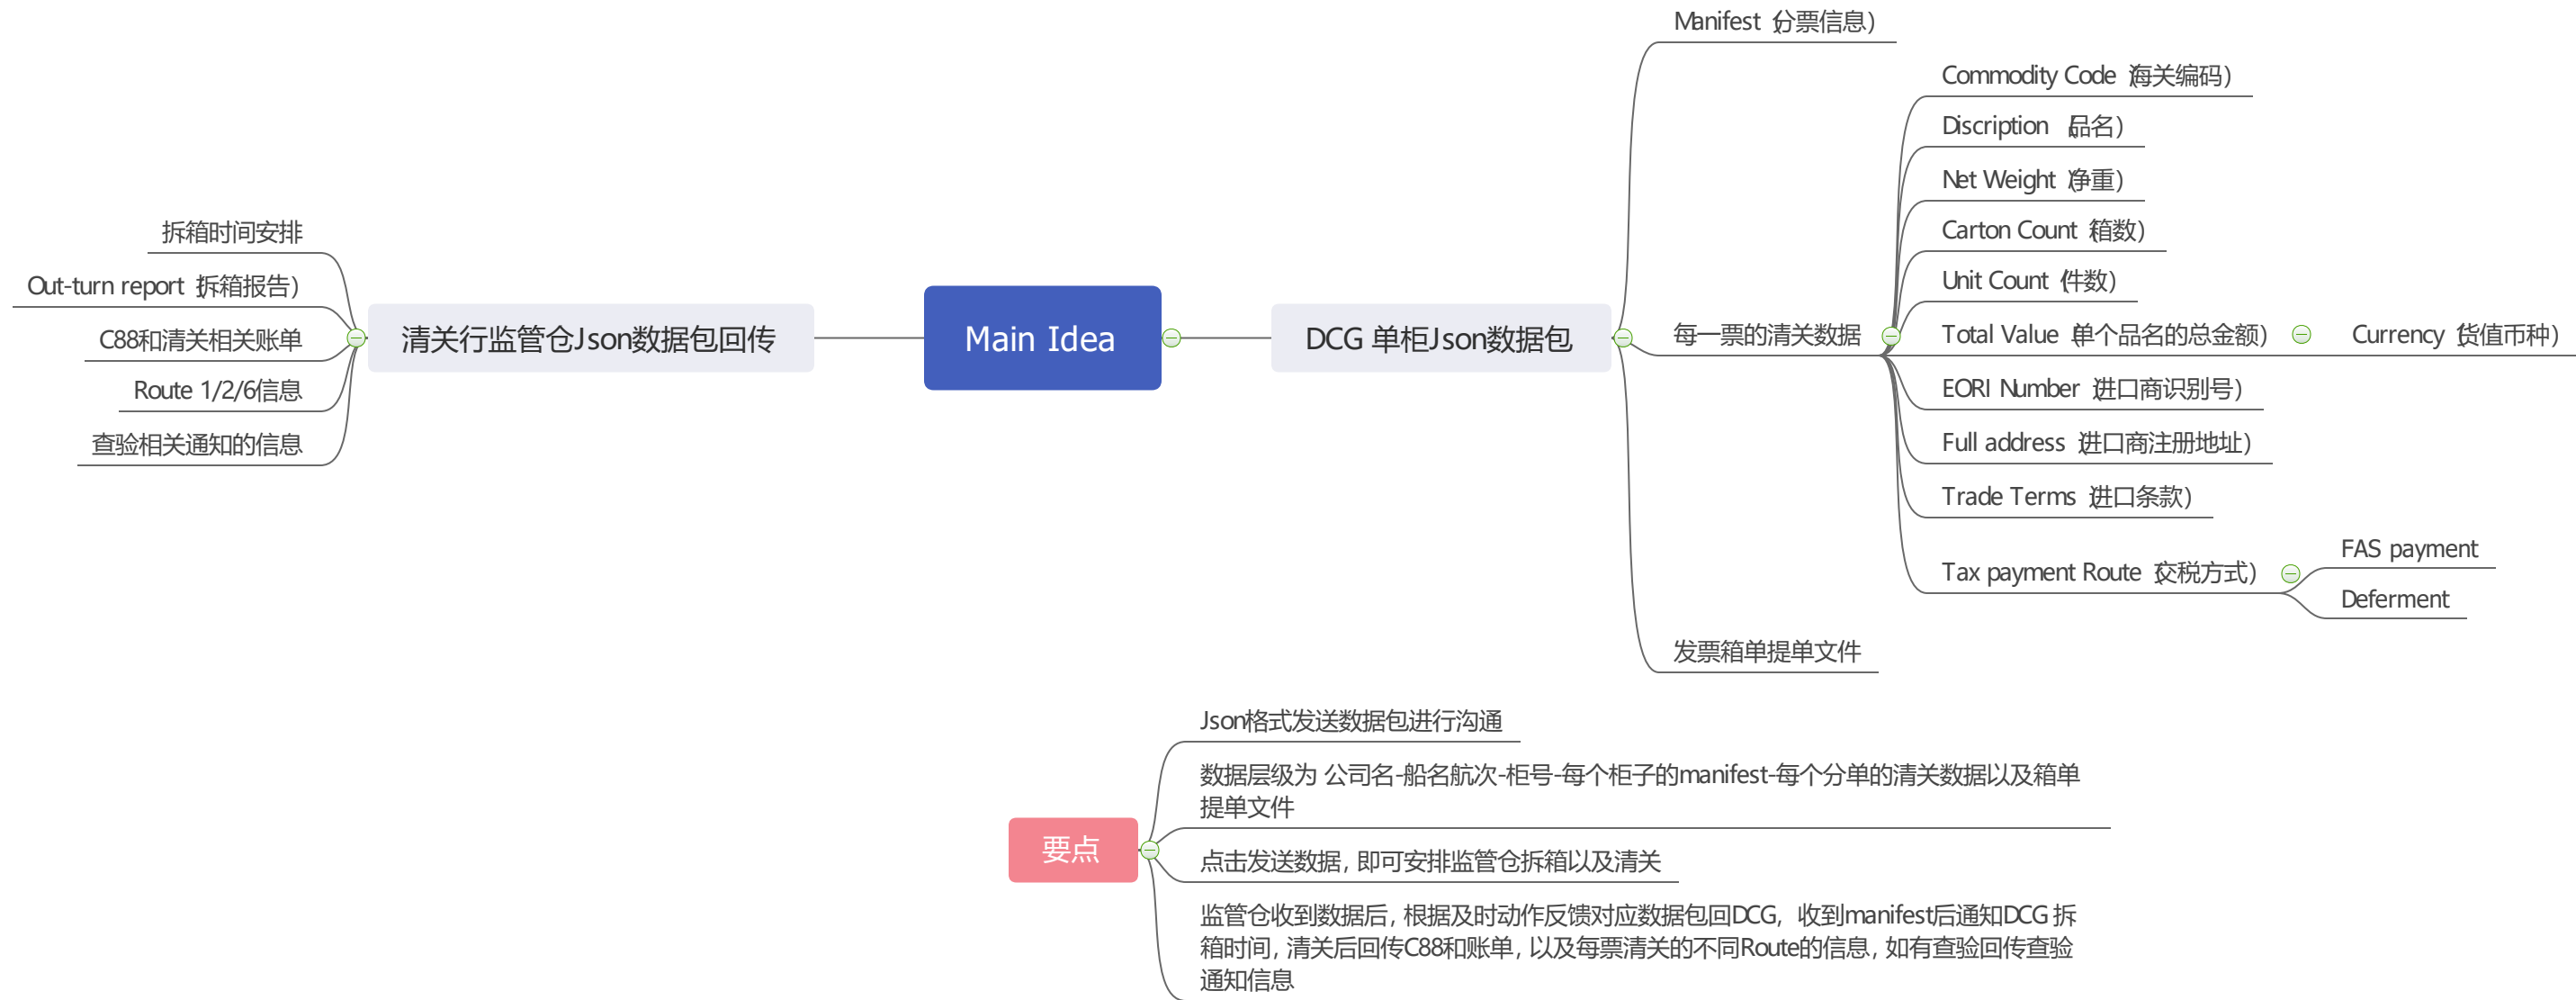 Manifest（分票信息）
Commodity Code（海关编码）
Discription （品名）
Net Weight（净重）
Carton Count（箱数）
Unit Count（件数）
每一票的清关数据
Total Value（单个品名的总金额）
Currency（货值币种）
EORI Number（进口商识别号）
Full address（进口商注册地址）
Trade Terms（进口条款）
Tax payment Route（交税方式）
FAS payment
Deferment
发票箱单提单文件
DCG 单柜Json数据包
Main Idea
清关行监管仓Json数据包回传
拆箱时间安排
Out-turn report（拆箱报告）
C88和清关相关账单
Route 1/2/6信息
查验相关通知的信息
要点
Json格式发送数据包进行沟通
数据层级为 公司名-船名航次-柜号-每个柜子的manifest-每个分单的清关数据以及箱单
提单文件
点击发送数据，即可安排监管仓拆箱以及清关
监管仓收到数据后，根据及时动作反馈对应数据包回DCG， 收到manifest后通知DCG 拆
箱时间，清关后回传C88和账单，以及每票清关的不同Route的信息，如有查验回传查验
通知信息